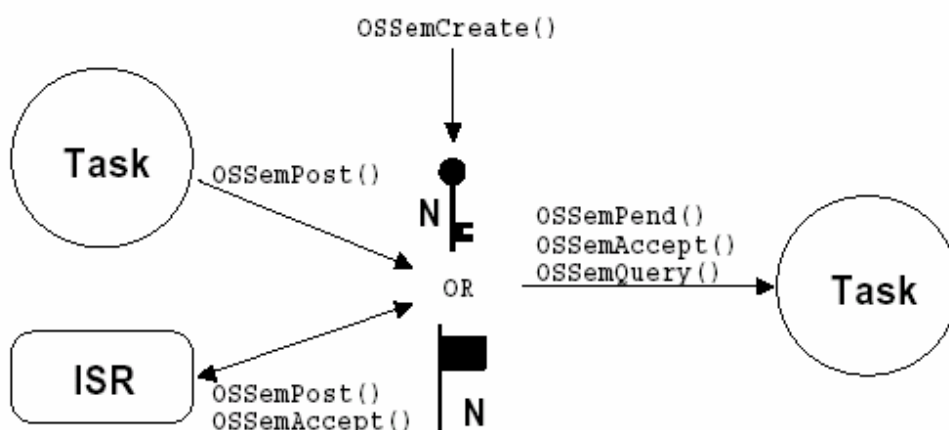 OSSemCreate()
Task
OSSemPost()
N
OSSemPend()
OSSemAccept()
OSSemQuery()
OR
Task
ISR
OSSemPost()
OSSemAccept()
N